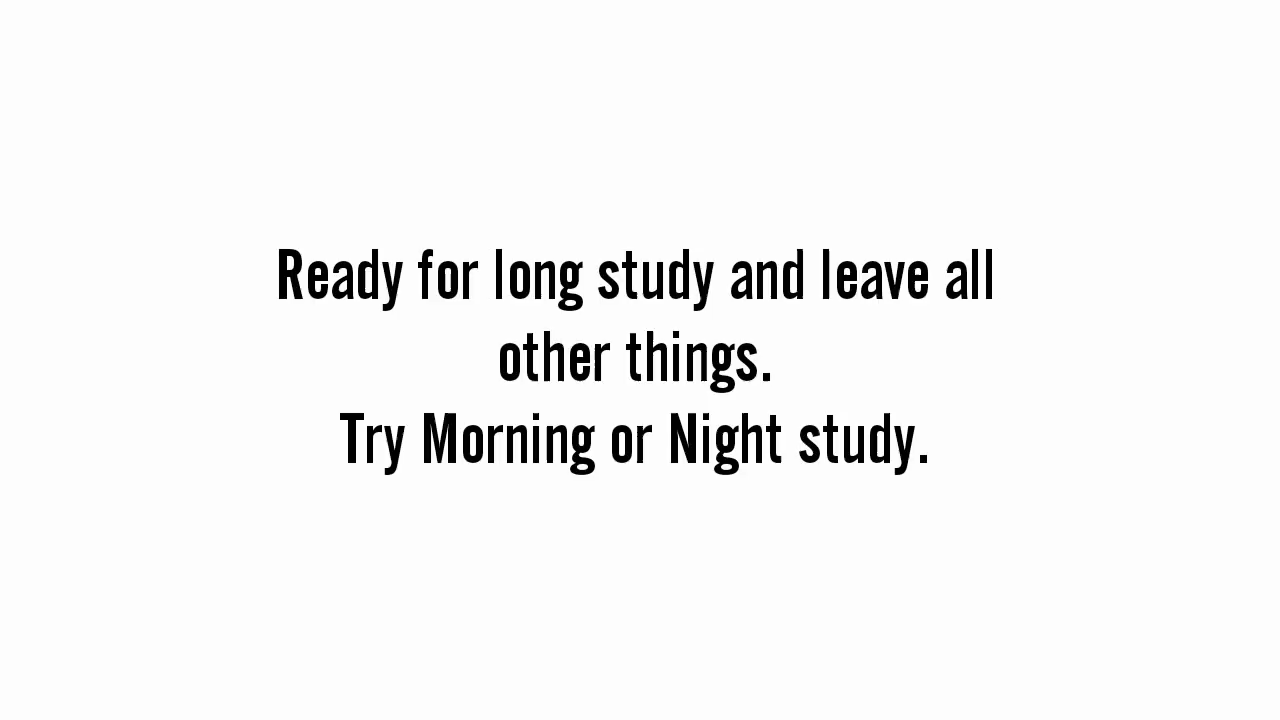 Ready for long study and leave all
other things.
Try Morning or Night study.